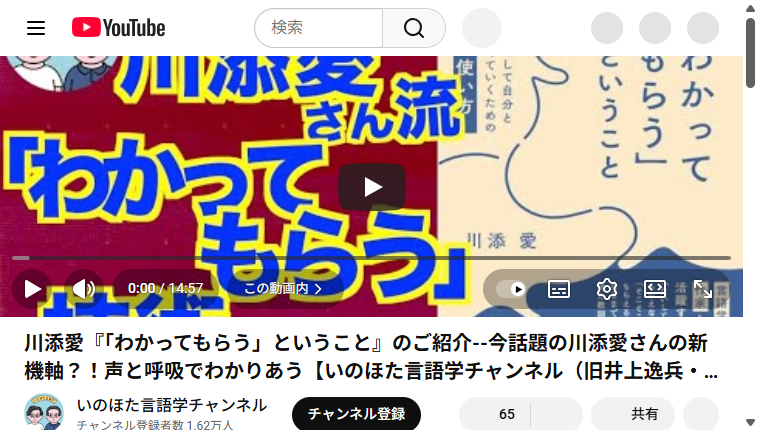 YouTube
検索
川添愛
さん流
「わかって
もらう」
技術
わかって
もらう」
ということ
して自分と
ていくための
使い方
川添 愛
0:00 / 14:57
この動画内
川添愛『「わかってもらう」ということ』のご紹介--今話題の川添愛さんの新
機軸？！声と呼吸でわかりあう【いのほた言語学チャンネル（旧井上逸兵・...
いのほた言語学チャンネル
チャンネル登録者数 1.62万人
チャンネル登録
65
共有